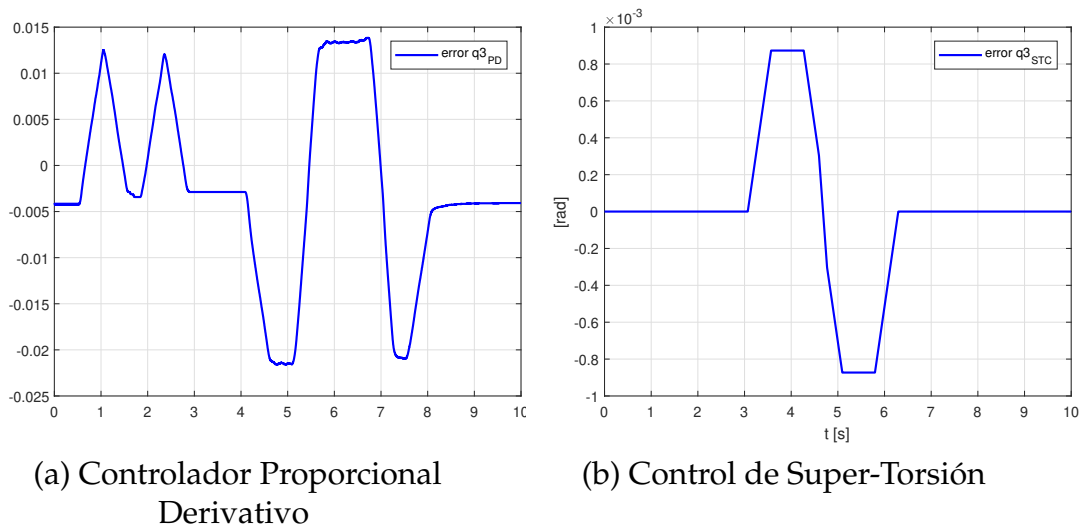 0.015
0.01
0.005
0
-0.005
-0.01
-0.015
-0.02
-0.025
0 1 2 3 4 5 6 7 8 9 10
error q3PD
×10-3
1
0.8
0.6
0.4
0.2
0
-0.2
-0.4
-0.6
-0.8
-1
[rad]
0 1 2 3 4 5 6 7 8 9 10
t [s]
error q3STC
(a) Controlador Proporcional
Derivativo
(b) Control de Super-Torsión